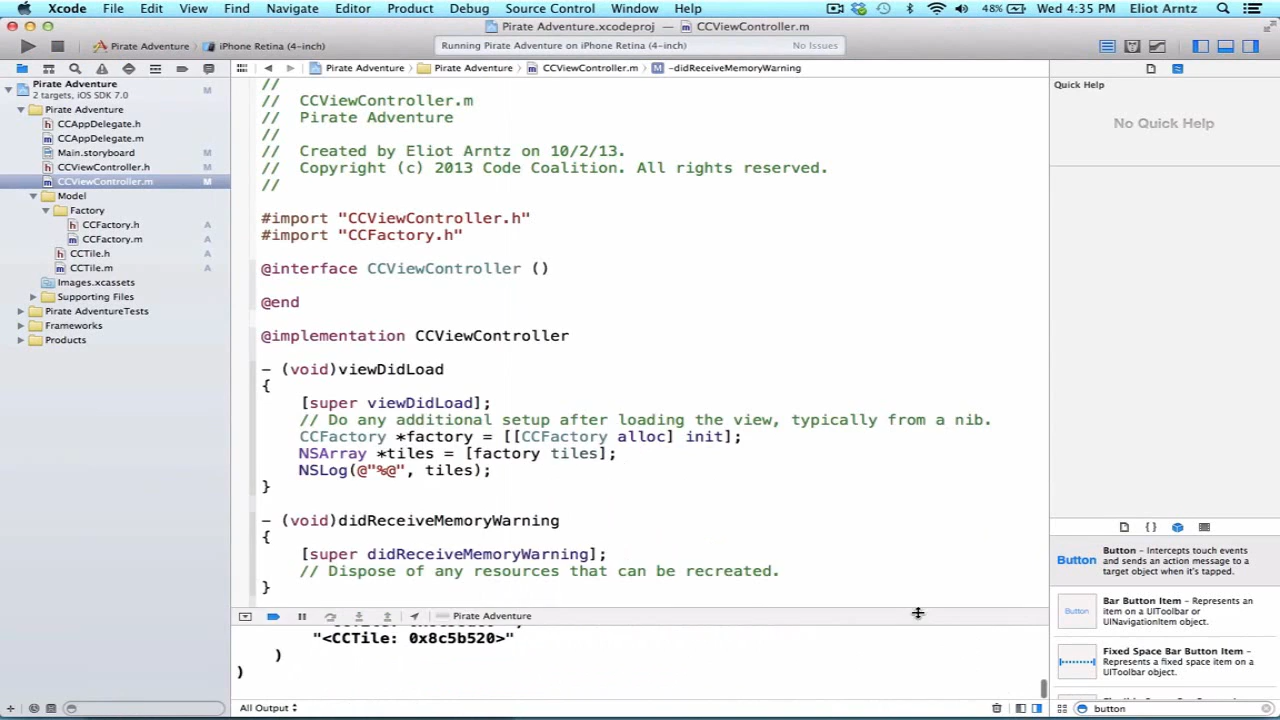 Xcode File Edit View Find Navigate Editor Product Debug Source Control Window Help 48% Wed 4:35 PM Eliot Arntz
Pirate Adventure.xcodeproj — CCViewController.m
Pirate Adventure iPhone Retina (4-inch) Running Pirate Adventure on iPhone Retina (4-inch) No Issues
Pirate Adventure Pirate Adventure CCViewController.m M -didReceiveMemoryWarning
Pirate Adventure M
2 targets, iOS SDK 7.0
Pirate Adventure
h CCAppDelegate.h
m CCAppDelegate.m
Main.storyboard M
h CCViewController.h M
m CCViewController.m M
Model
Factory
h CCFactory.h A
m CCFactory.m A
h CCTile.h A
m CCTile.m A
Images.xcassets
Supporting Files
Pirate AdventureTests
Frameworks
Products
//
// CCViewController.m
// Pirate Adventure
//
// Created by Eliot Arntz on 10/2/13.
// Copyright (c) 2013 Code Coalition. All rights reserved.
//
#import "CCViewController.h"
#import "CCFactory.h"
@interface CCViewController ()
@end
@implementation CCViewController
- (void)viewDidLoad
{
[super viewDidLoad];
// Do any additional setup after loading the view, typically from a nib.
CCFactory *factory = [[CCFactory alloc] init];
NSArray *tiles = [factory tiles];
NSLog(@"%@", tiles);
}
- (void)didReceiveMemoryWarning
{
[super didReceiveMemoryWarning];
// Dispose of any resources that can be recreated.
}
Pirate Adventure
"<CCTile: 0x8c5b520>"
)
)
All Output
Quick Help
No Quick Help
Button
Button - Intercepts touch events
and sends an action message to a
target object when it's tapped.
Button
Bar Button Item - Represents an
item on a UIToolbar or
UINavigationItem object.
Fixed Space Bar Button Item -
Represents a fixed space item on a
UIToolbar object.
button